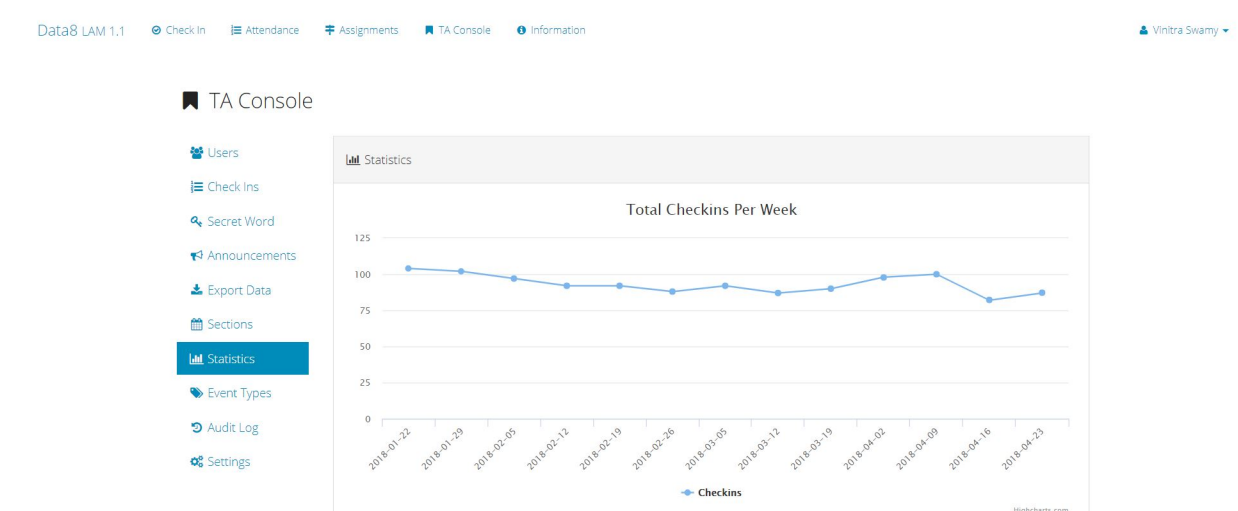 Data8 LAM 1.1 Check In Attendance Assignments TA Console Information Vinitra Swamy
TA Console
Users
Check Ins
Secret Word
Announcements
Export Data
Sections
Statistics
Event Types
Audit Log
Settings
Statistics
Total Checkins Per Week
125
100
75
50
25
0
2018-01-22 2018-01-29 2018-02-05 2018-02-12 2018-02-19 2018-02-26 2018-03-05 2018-03-12 2018-03-19 2018-04-02 2018-04-09 2018-04-16 2018-04-23
Checkins
Highcharts.com